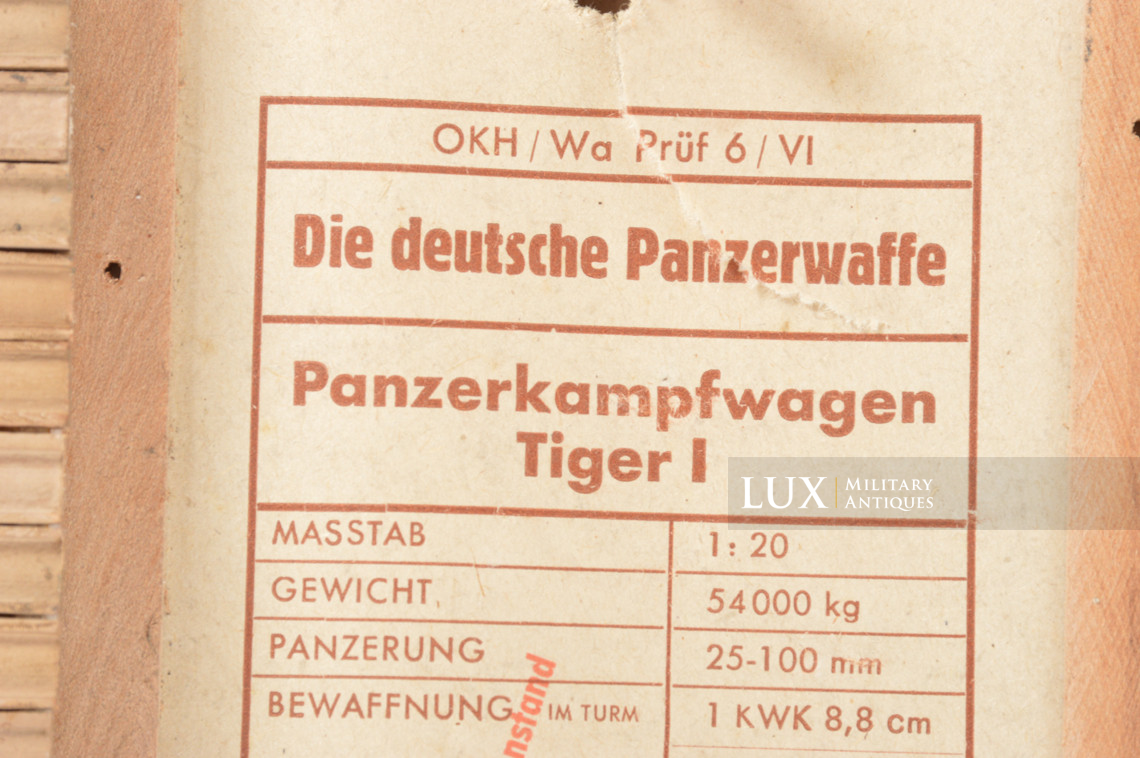 OKH / Wa Prüf 6 / VI
Die deutsche Panzerwaffe
Panzerkampfwagen
Tiger I
LUX MILITARY ANTIQUES
MASSTAB 1: 20
GEWICHT 54000 kg
PANZERUNG 25-100 mm
BEWAFFNUNG IM TURM 1 KWK 8,8 cm